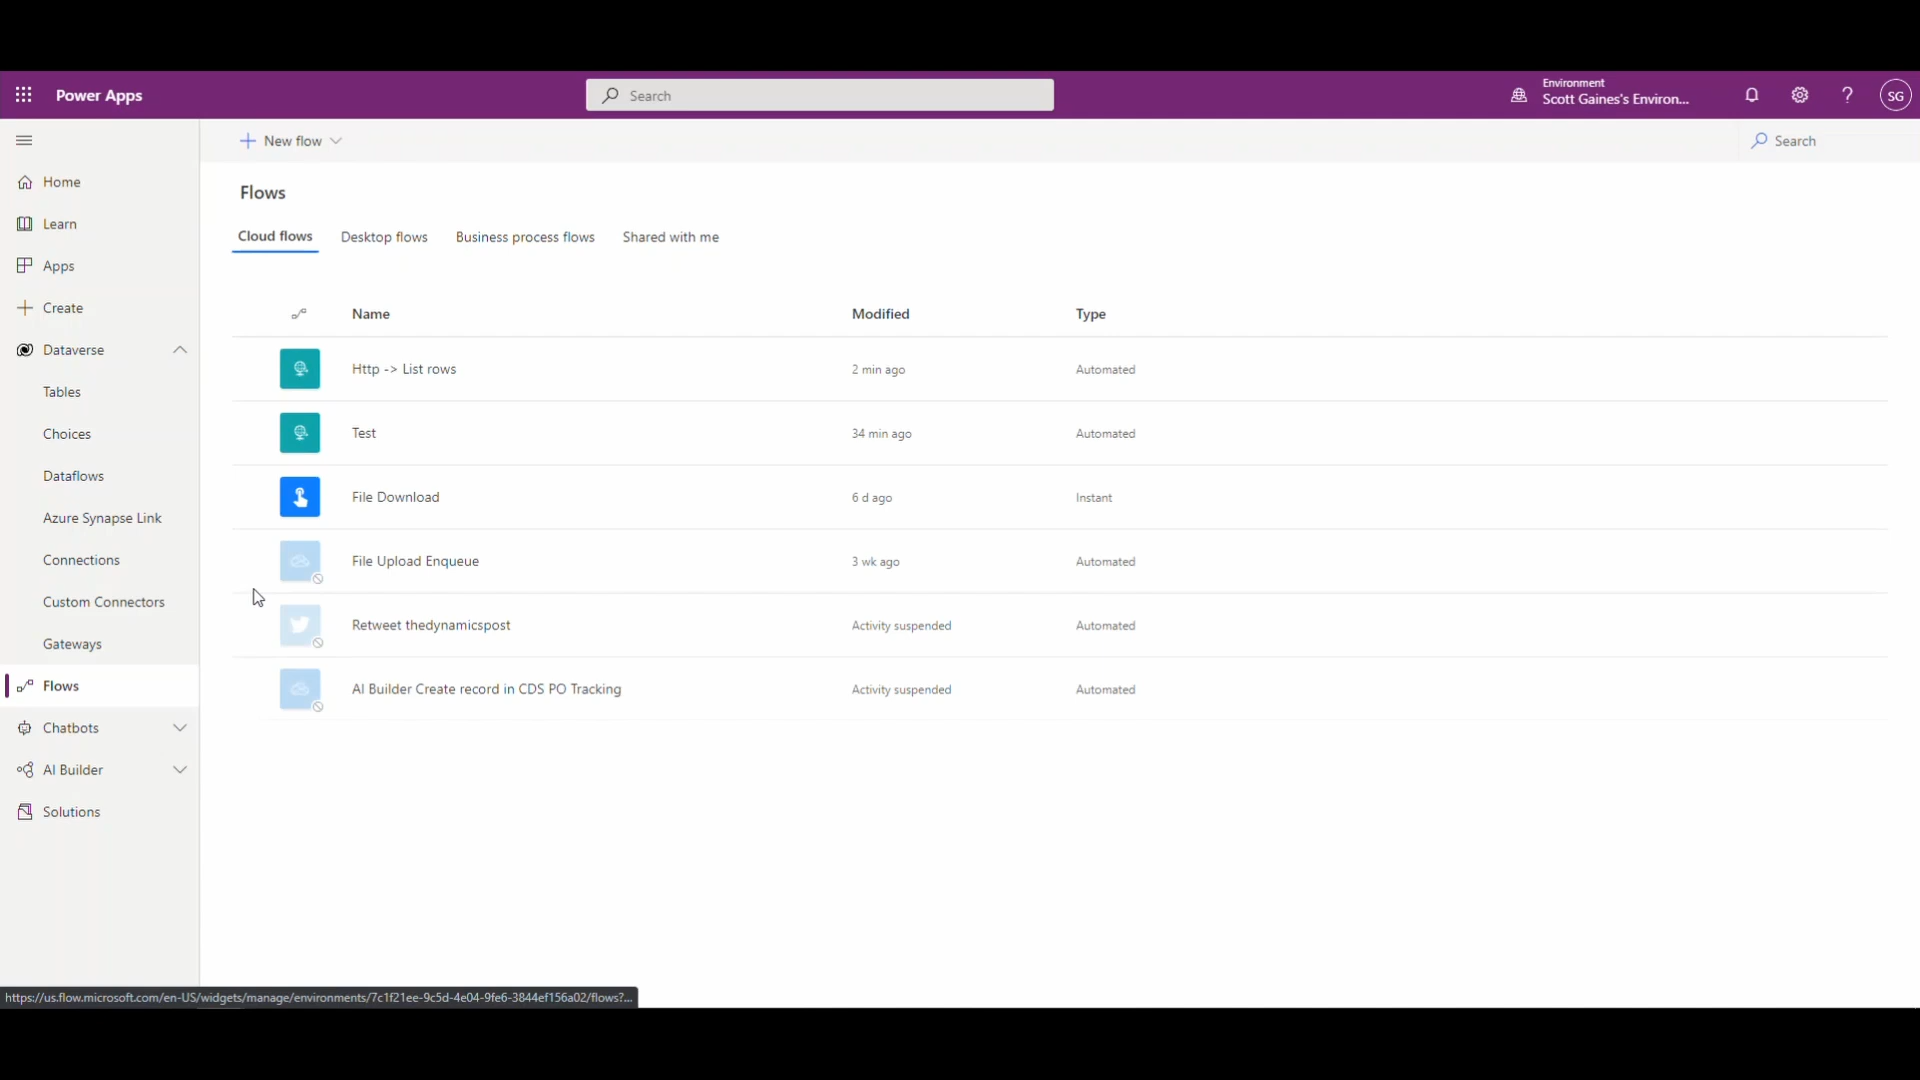 Power Apps
Search
Environment
Scott Gaines's Environ...
?
SG
New flow
Search
Home
Learn
Apps
Create
Dataverse
Tables
Choices
Dataflows
Azure Synapse Link
Connections
Custom Connectors
Gateways
Flows
Chatbots
AI Builder
Solutions
Flows
Cloud flows Desktop flows Business process flows Shared with me
Name Modified Type
Http -> List rows 2 min ago Automated
Test 34 min ago Automated
File Download 6 d ago Instant
File Upload Enqueue 3 wk ago Automated
Retweet thedynamicspost Activity suspended Automated
AI Builder Create record in CDS PO Tracking Activity suspended Automated
https://us.flow.microsoft.com/en-US/widgets/manage/environments/7c1f21ee-9c5d-4e04-9fe6-3844ef156a02/flows?...